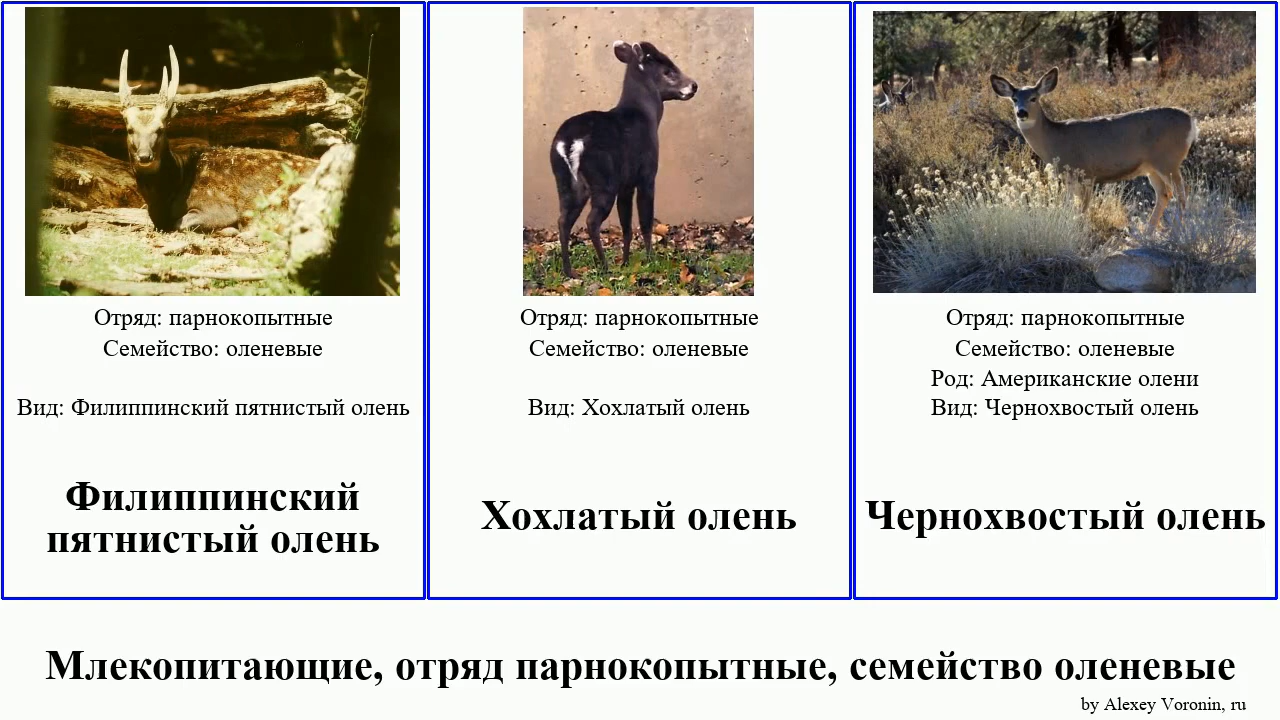 Отряд: парнокопытные
Семейство: оленевые
Вид: Филиппинский пятнистый олень
Филиппинский
пятнистый олень
Отряд: парнокопытные
Семейство: оленевые
Вид: Хохлатый олень
Хохлатый олень
Отряд: парнокопытные
Семейство: оленевые
Род: Американские олени
Вид: Чернохвостый олень
Чернохвостый олень
Млекопитающие, отряд парнокопытные, семейство оленевые
by Alexey Voronin, ru